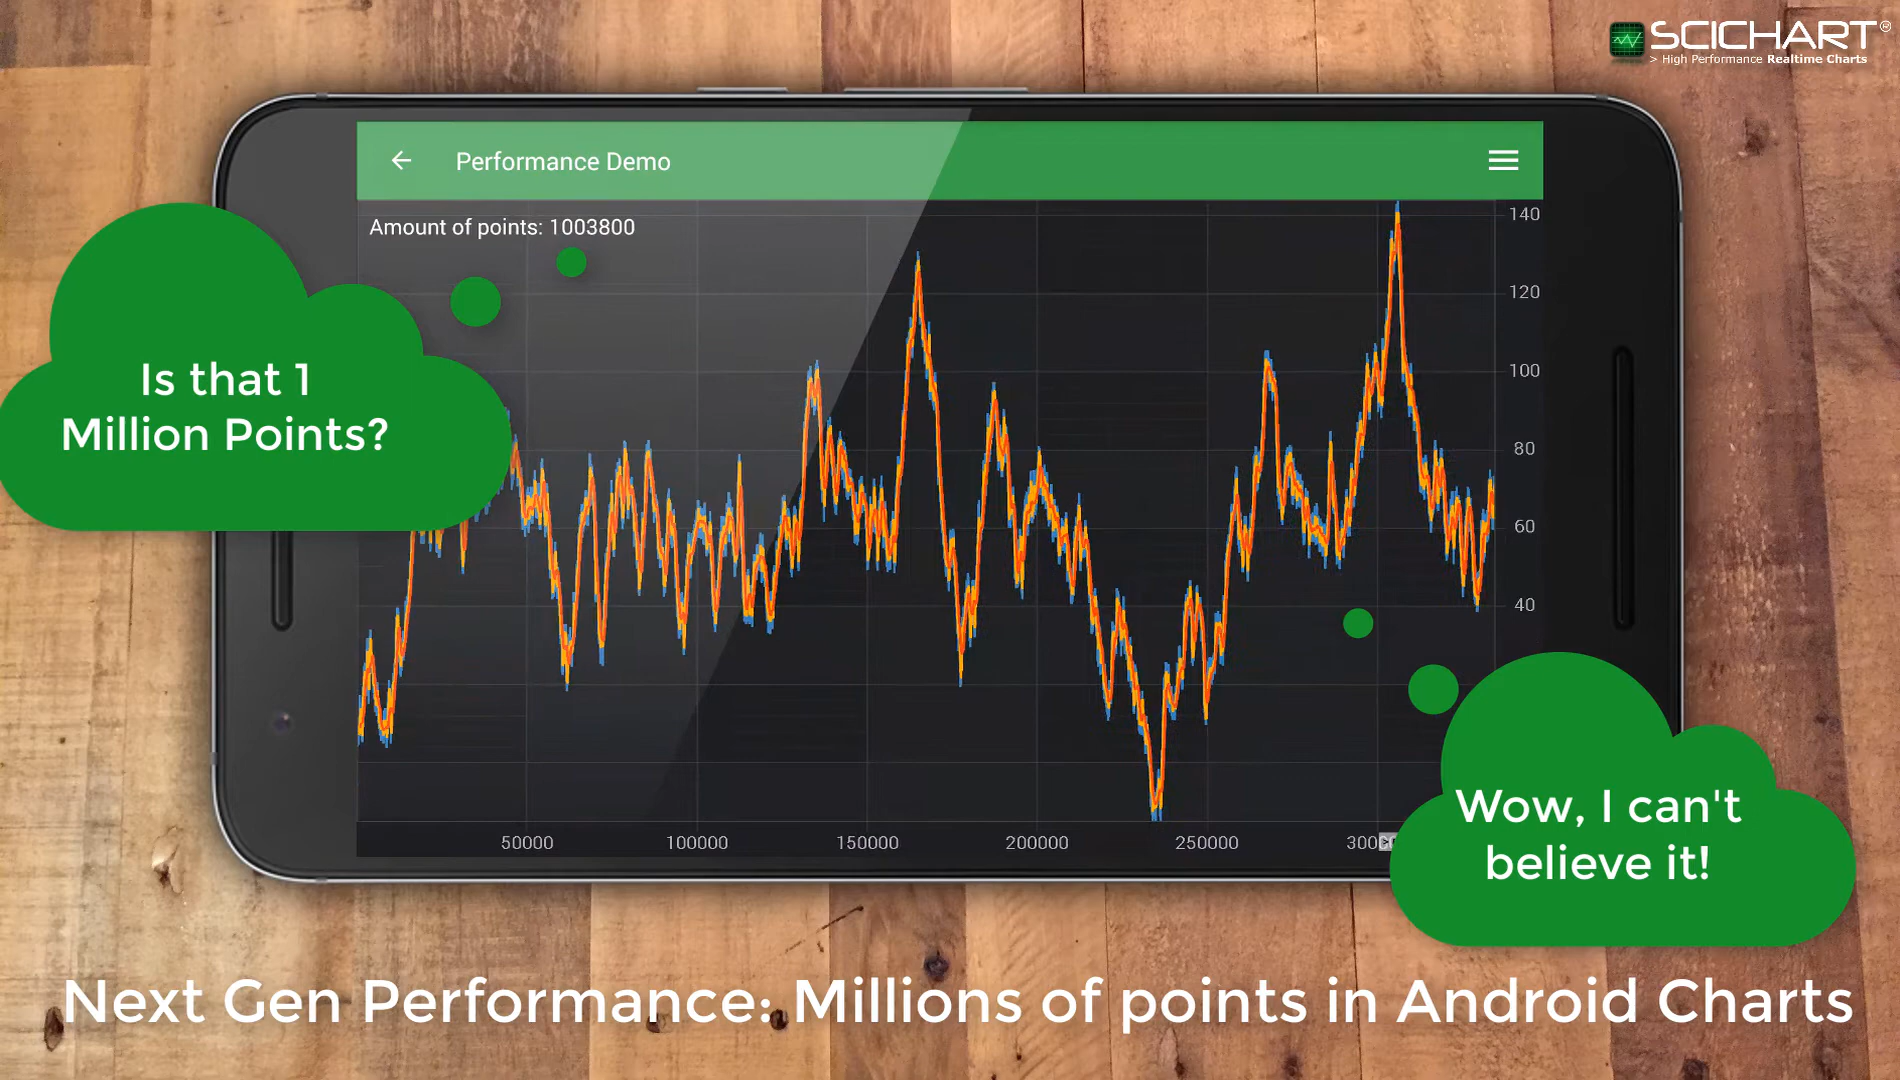 SCICHART®
> High Performance Realtime Charts
Performance Demo
Amount of points: 1003800
140
120
100
80
60
40
50000
100000
150000
200000
250000
Is that 1
Million Points?
Wow, I can't
believe it!
Next Gen Performance: Millions of points in Android Charts